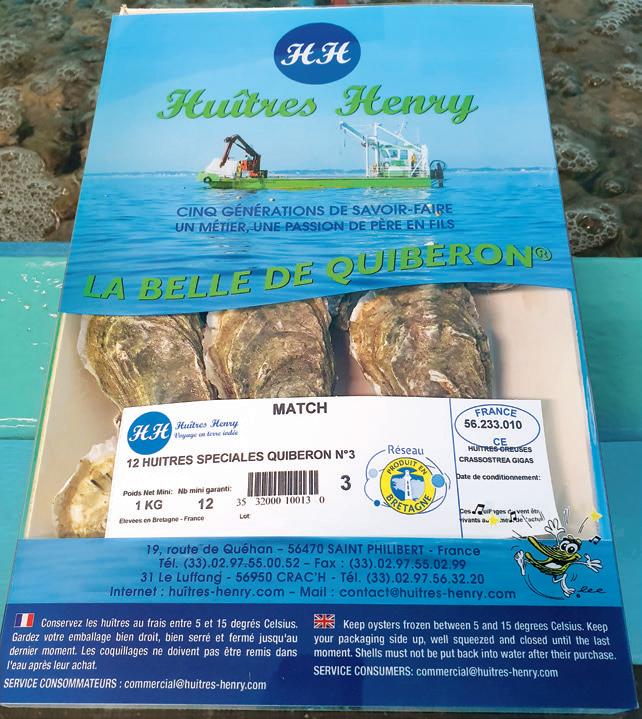 HH
Huîtres Henry
CINQ GÉNÉRATIONS DE SAVOIR-FAIRE
UN MÉTIER, UNE PASSION DE PÈRE EN FILS
LA BELLE DE QUIBERON®
MATCH
HH Huîtres Henry
Voyage en terre iodée
12 HUITRES SPECIALES QUIBERON N°3
Poids Net Mini: Nb mini garanti:
1 KG 12
35 32000 10013 0
3
Elevees en Bretagne - France Lot
Réseau
PRODUIT EN
BRETAGNE
FRANCE
56.233.010
CE
HUITRES CREUSES
CRASSOSTREA GIGAS
Date de conditionnement:
19, route de Quéhan - 56470 SAINT PHILIBERT - France
Tél. (33).02.97.55.00.52 - Fax : (33).02.97.55.02.99
31 Le Luffang - 56950 CRAC'H - Tél. (33).02.97.56.32.20
Internet : huîtres-henry.com - Mail : contact@huitres-henry.com
Conservez les huîtres au frais entre 5 et 15 degrés Celsius.
Gardez votre emballage bien droit, bien serré et fermé jusqu'au
dernier moment. Les coquillages ne doivent pas être remis dans
l'eau après leur achat.
SERVICE CONSOMMATEURS : commercial@huitres-henry.com
Keep oysters frozen between 5 and 15 degrees Celsius. Keep
your packaging side up, well squeezed and closed until the last
moment. Shells must not be put back into water after their purchase.
SERVICE CONSUMERS: commercial@huitres-henry.com